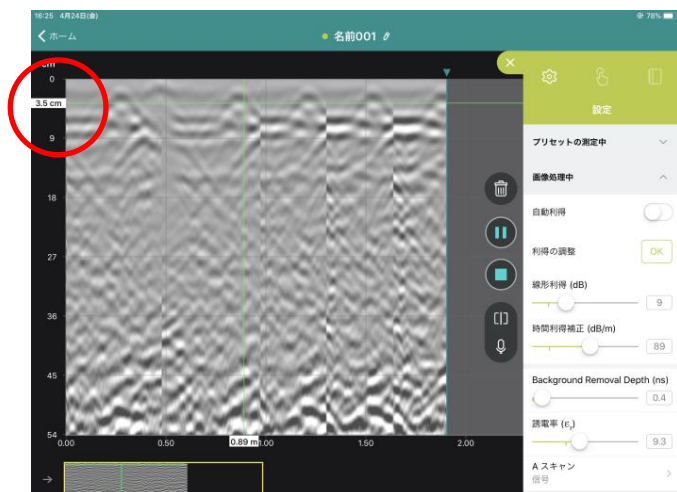 16:25 4月24日(金)
78%
ホーム
名前001
cm
0
3.5 cm
9
18
27
36
45
54
0.00
0.50
0.89 m
1.00
1.50
2.00
設定
プリセットの測定中
画像処理中
自動利得
利得の調整
OK
線形利得 (dB)
9
時間利得補正 (dB/m)
89
Background Removal Depth (ns)
0.4
誘電率 (εr)
9.3
A スキャン
信号